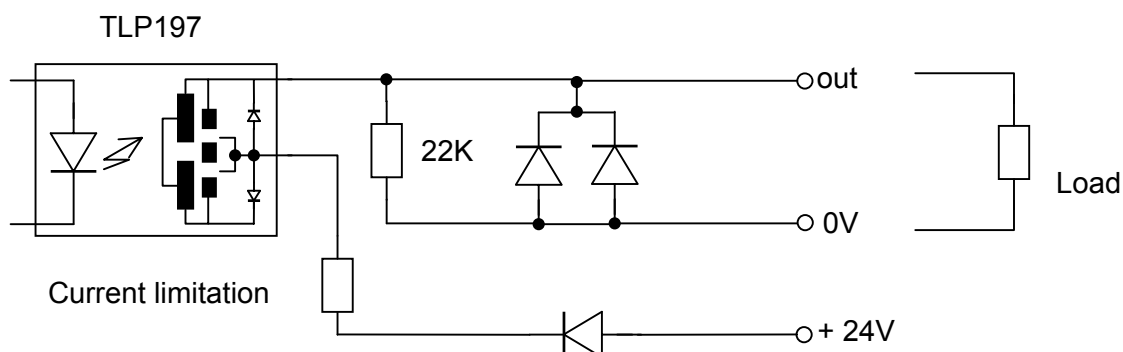 TLP197
out
22K
Load
0V
Current limitation
+ 24V